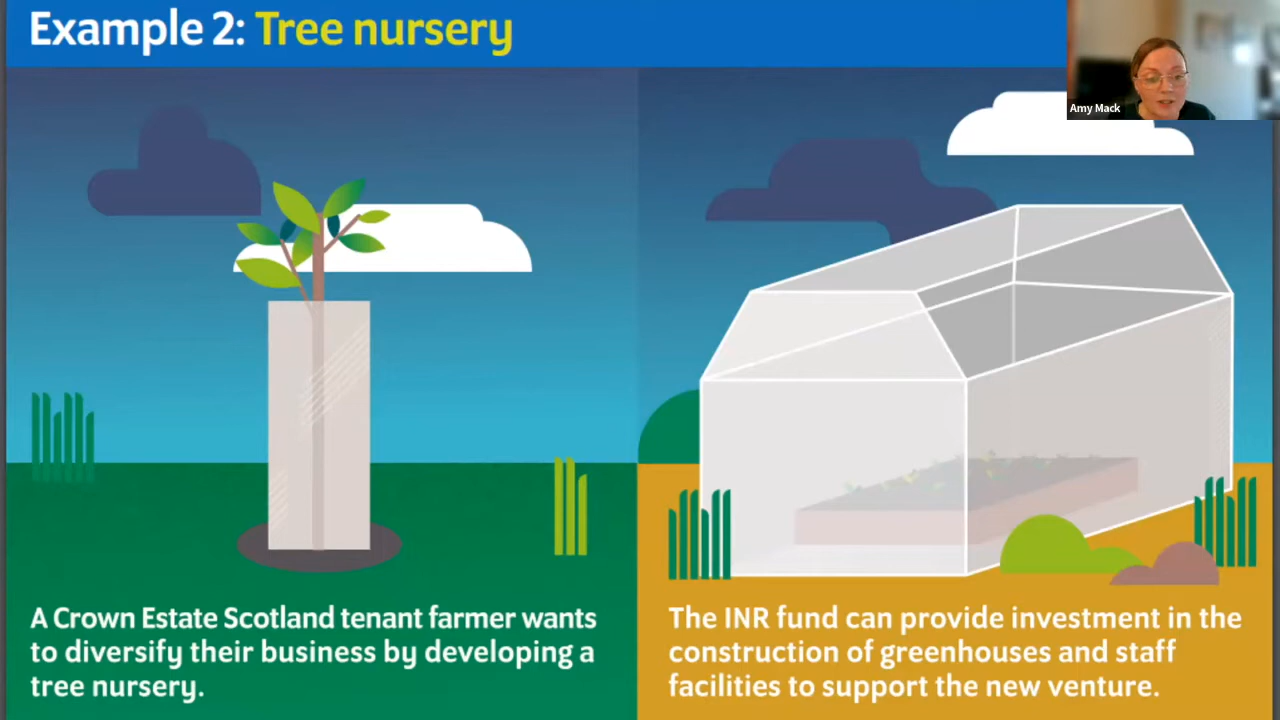 Example 2: Tree nursery
Amy Mack
A Crown Estate Scotland tenant farmer wants
to diversify their business by developing a
tree nursery.
The INR fund can provide investment in the
construction of greenhouses and staff
facilities to support the new venture.